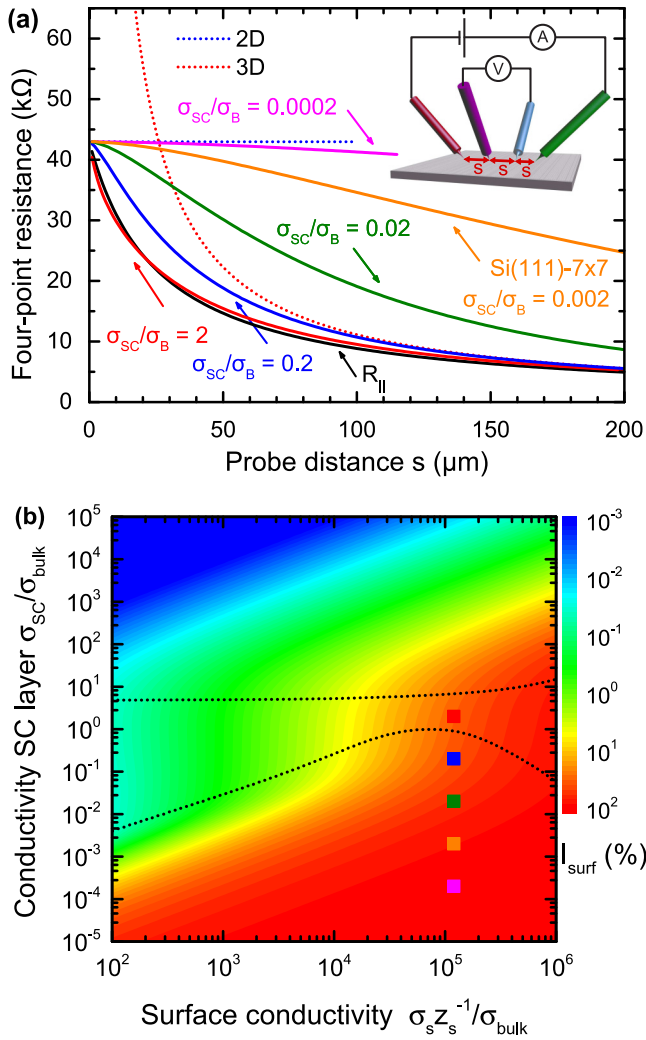 (a)
60
50
40
30
20
10
0
Four-point resistance (kΩ)
2D
3D
σSC/σB = 0.0002
A
V
s s s
σSC/σB = 0.02
Si(111)-7x7
σSC/σB = 0.002
σSC/σB = 2
σSC/σB = 0.2
R||
0 50 100 150 200
Probe distance s (µm)
(b)
10^5
10^4
10^3
10^2
10^1
10^0
10^-1
10^-2
10^-3
10^-4
10^-5
Conductivity SC layer σSC/σbulk
10^2 10^3 10^4 10^5 10^6
Surface conductivity σs zs^-1/σbulk
10^-3
10^-2
10^-1
10^0
10^1
10^2
Isurf (%)